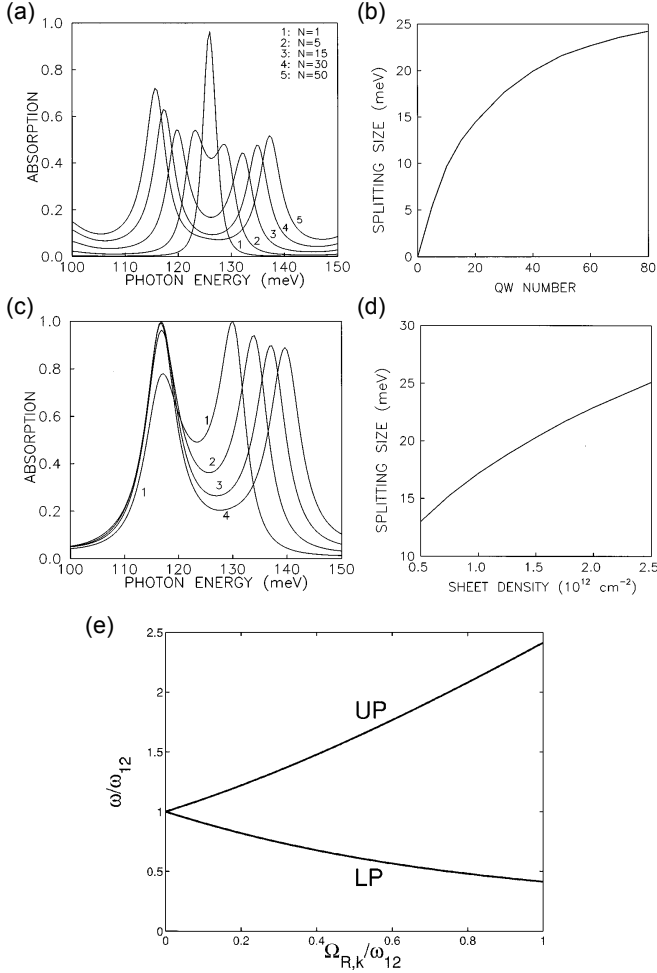 (a)
1.0
0.8
0.6
0.4
0.2
0.0
ABSORPTION
1: N=1
2: N=5
3: N=15
4: N=30
5: N=50
1
2
3
4
5
100 110 120 130 140 150
PHOTON ENERGY (meV)
(b)
25
20
15
10
5
0
SPLITTING SIZE (meV)
0 20 40 60 80
QW NUMBER
(c)
1.0
0.8
0.6
0.4
0.2
0.0
ABSORPTION
1
2
3
4
1
100 110 120 130 140 150
PHOTON ENERGY (meV)
(d)
30
25
20
15
10
SPLITTING SIZE (meV)
0.5 1.0 1.5 2.0 2.5
SHEET DENSITY (10¹² cm⁻²)
(e)
2.5
2
1.5
1
0.5
0
ω/ω₁₂
UP
LP
0 0.2 0.4 0.6 0.8 1
Ω_R,k/ω₁₂